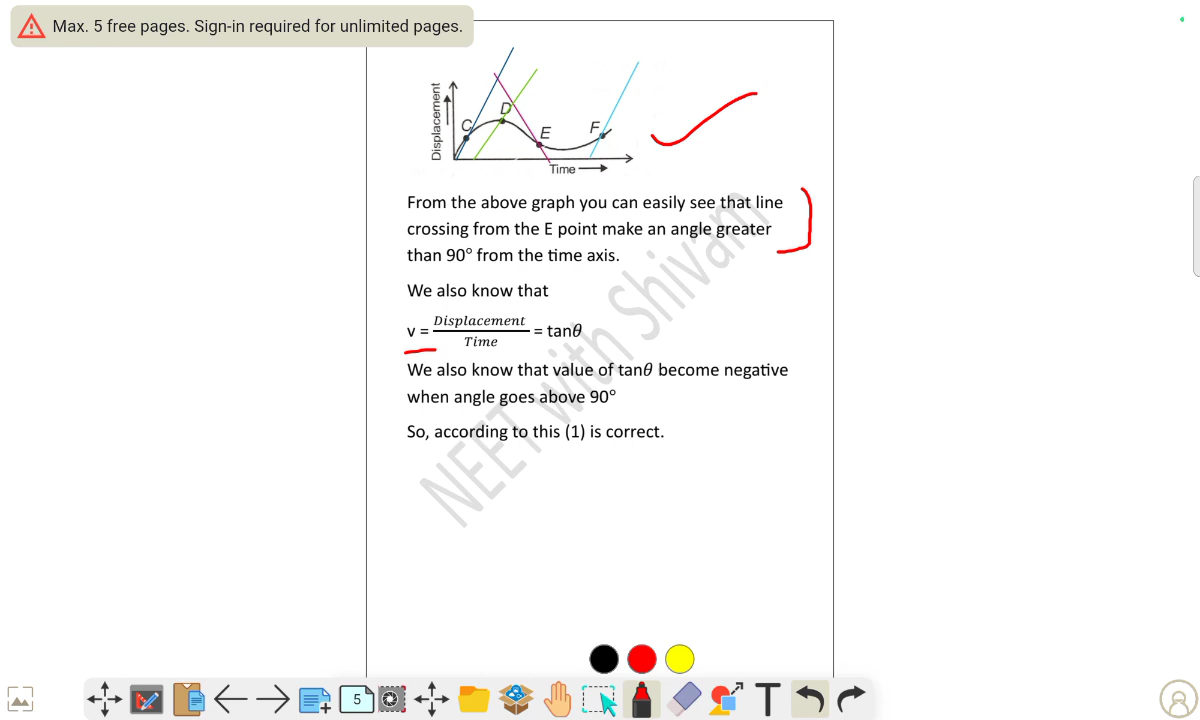 Max. 5 free pages. Sign-in required for unlimited pages.
Displacement
C
D
E
F
Time
From the above graph you can easily see that line
crossing from the E point make an angle greater
than 90° from the time axis.
We also know that
v = Displacement / Time = tanθ
We also know that value of tanθ become negative
when angle goes above 90°
So, according to this (1) is correct.
NEET with Shivam
5
T